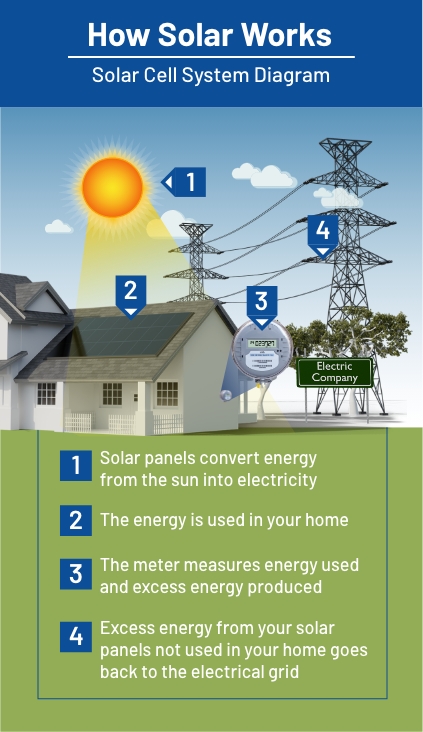 How Solar Works
Solar Cell System Diagram
1
4
2
3
Electric
Company
1 Solar panels convert energy
from the sun into electricity
2 The energy is used in your home
3 The meter measures energy used
and excess energy produced
4 Excess energy from your solar
panels not used in your home goes
back to the electrical grid